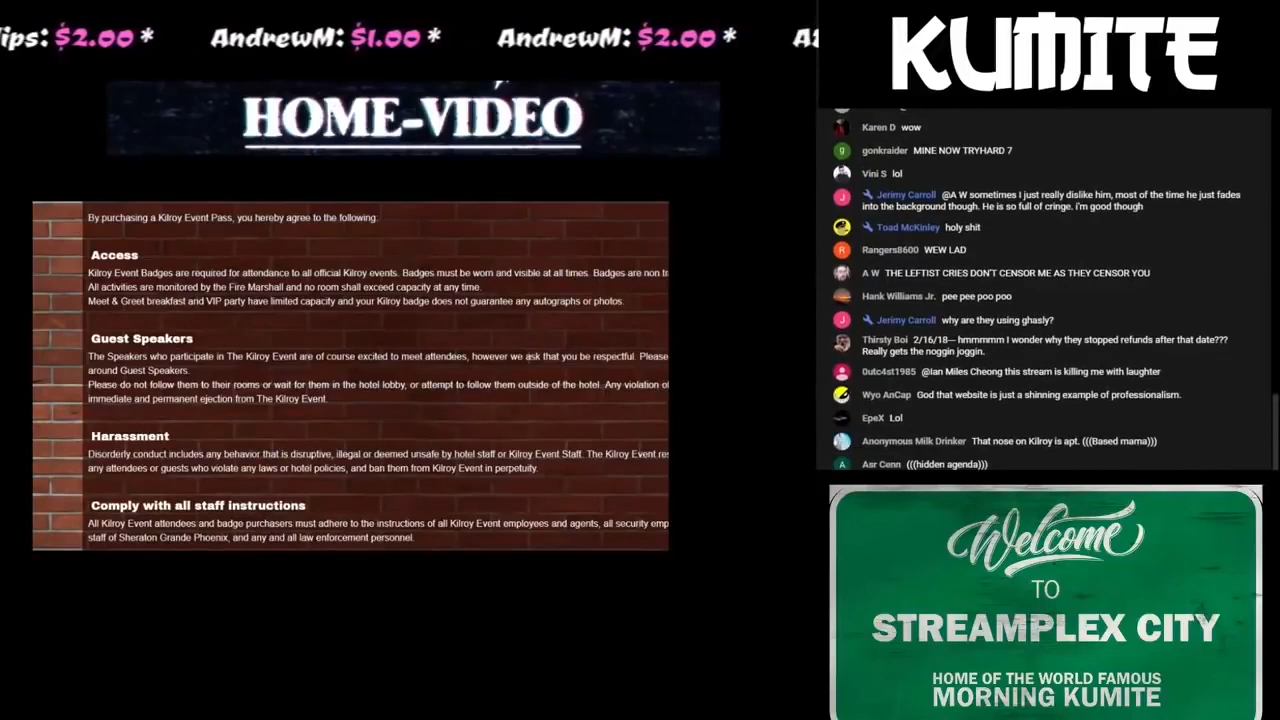 ips: $2.00 * AndrewM: $1.00 * AndrewM: $2.00 *
HOME-VIDEO
By purchasing a Kilroy Event Pass, you hereby agree to the following:
Access
Kilroy Event Badges are required for attendance to all official Kilroy events. Badges must be worn and visible at all times. Badges are non tr
All activities are monitored by the Fire Marshall and no room shall exceed capacity at any time.
Meet & Greet breakfast and VIP party have limited capacity and your Kilroy badge does not guarantee any autographs or photos.
Guest Speakers
The Speakers who participate in The Kilroy Event are of course excited to meet attendees, however we ask that you be respectful. Please
around Guest Speakers.
Please do not follow them to their rooms or wait for them in the hotel lobby, or attempt to follow them outside of the hotel. Any violation of
immediate and permanent ejection from The Kilroy Event.
Harassment
Disorderly conduct includes any behavior that is disruptive, illegal or deemed unsafe by hotel staff or Kilroy Event Staff. The Kilroy Event res
any attendees or guests who violate any laws or hotel policies, and ban them from Kilroy Event in perpetuity.
Comply with all staff instructions
All Kilroy Event attendees and badge purchasers must adhere to the instructions of all Kilroy Event employees and agents, all security emp
staff of Sheraton Grande Phoenix, and any and all law enforcement personnel.
KUMITE
Karen D wow
g gonkraider MINE NOW TRYHARD 7
Vini S lol
J Jerimy Carroll @A W sometimes I just really dislike him, most of the time he just fades
into the background though. He is so full of cringe. i'm good though
Toad McKinley holy shit
R Rangers8600 WEW LAD
A W THE LEFTIST CRIES DON'T CENSOR ME AS THEY CENSOR YOU
Hank Williams Jr. pee pee poo poo
J Jerimy Carroll why are they using ghasly?
Thirsty Boi 2/16/18--- hmmmmm I wonder why they stopped refunds after that date???
Really gets the noggin joggin.
0utc4st1985 @Ian Miles Cheong this stream is killing me with laughter
Wyo AnCap God that website is just a shinning example of professionalism.
EpeX Lol
Anonymous Milk Drinker That nose on Kilroy is apt. (((Based mama)))
A Asr Cenn (((hidden agenda)))
Welcome
TO
STREAMPLEX CITY
HOME OF THE WORLD FAMOUS
MORNING KUMITE